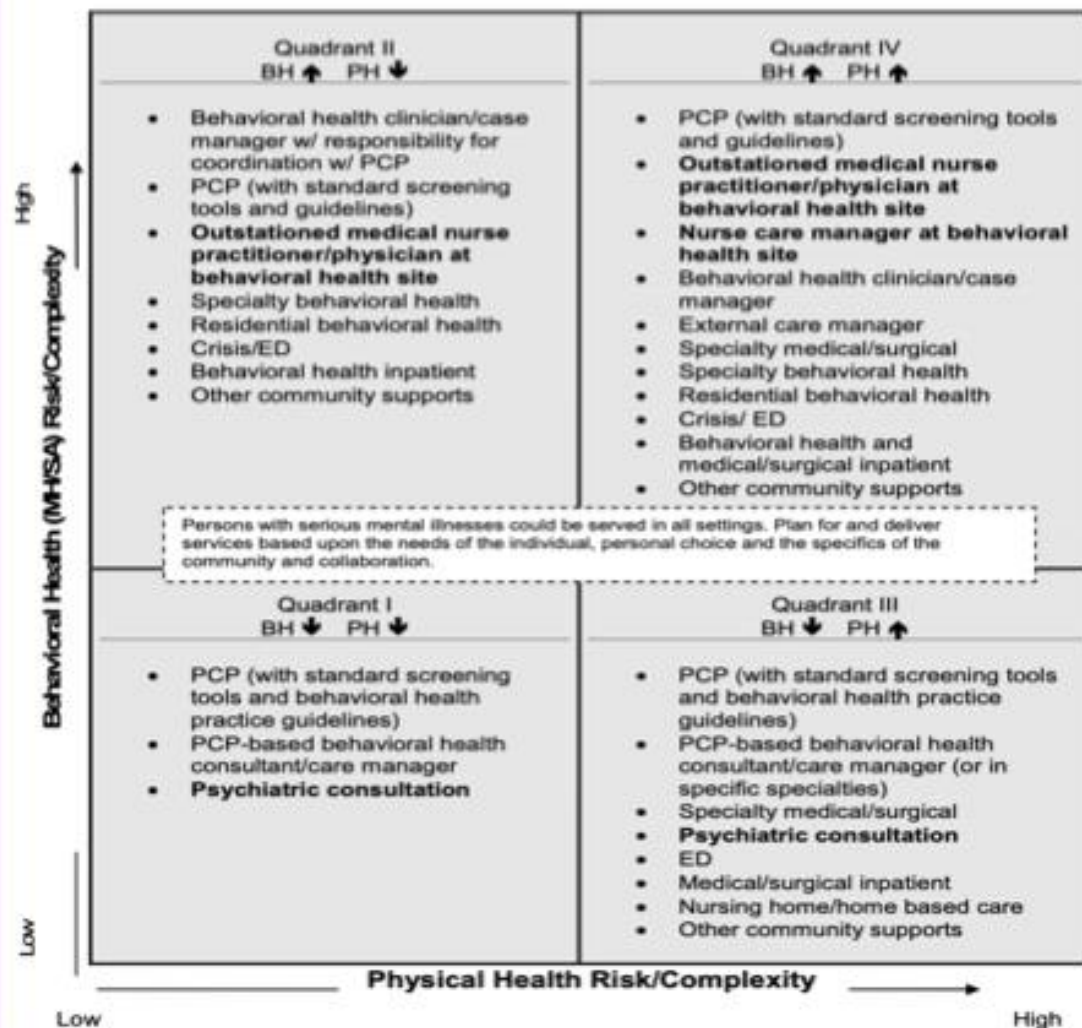 Quadrant II
BH ↑ PH ↓
• Behavioral health clinician/case
manager w/ responsibility for
coordination w/ PCP
• PCP (with standard screening
tools and guidelines)
• Outstationed medical nurse
practitioner/physician at
behavioral health site
• Specialty behavioral health
• Residential behavioral health
• Crisis/ED
• Behavioral health inpatient
• Other community supports
Quadrant IV
BH ↑ PH ↑
• PCP (with standard screening tools
and guidelines)
• Outstationed medical nurse
practitioner/physician at
behavioral health site
• Nurse care manager at behavioral
health site
• Behavioral health clinician/case
manager
• External care manager
• Specialty medical/surgical
• Specialty behavioral health
• Residential behavioral health
• Crisis/ ED
• Behavioral health and
medical/surgical inpatient
• Other community supports
Persons with serious mental illnesses could be served in all settings. Plan for and deliver
services based upon the needs of the individual, personal choice and the specifics of the
community and collaboration.
Quadrant I
BH ↓ PH ↓
• PCP (with standard screening
tools and behavioral health
practice guidelines)
• PCP-based behavioral health
consultant/care manager
• Psychiatric consultation
Quadrant III
BH ↓ PH ↑
• PCP (with standard screening tools
and behavioral health practice
guidelines)
• PCP-based behavioral health
consultant/care manager (or in
specific specialties)
• Specialty medical/surgical
• Psychiatric consultation
• ED
• Medical/surgical inpatient
• Nursing home/home based care
• Other community supports
High
Behavioral Health (MH/SA) Risk/Complexity
Low
Physical Health Risk/Complexity
Low
High